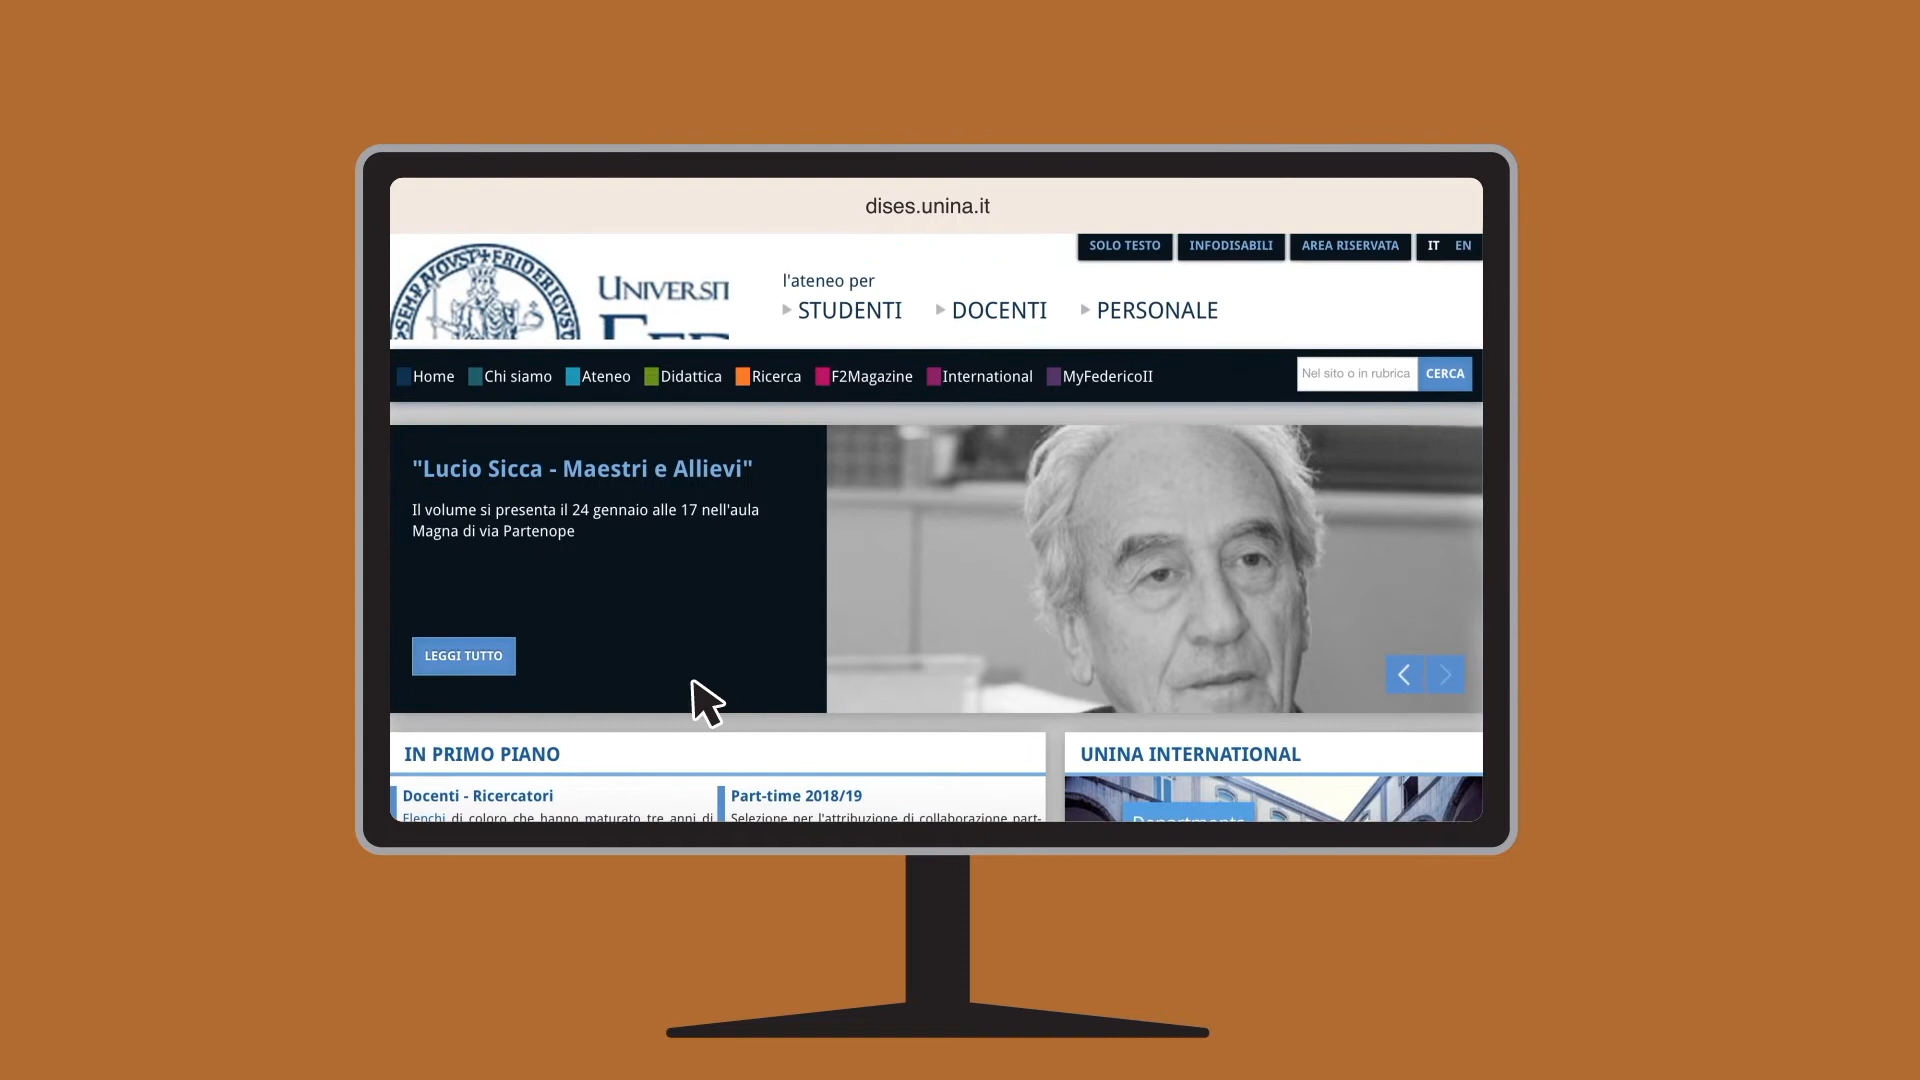 dises.unina.it
SOLO TESTO
INFODISABILI
AREA RISERVATA
IT EN
SEMPAJOVST+FRIDERICVS
UNIVERSIT
l'ateneo per
STUDENTI
DOCENTI
PERSONALE
Home
Chi siamo
Ateneo
Didattica
Ricerca
F2Magazine
International
MyFedericoII
Nel sito o in rubrica
CERCA
"Lucio Sicca - Maestri e Allievi"
Il volume si presenta il 24 gennaio alle 17 nell'aula
Magna di via Partenope
LEGGI TUTTO
IN PRIMO PIANO
UNINA INTERNATIONAL
Docenti - Ricercatori
Elenchi di coloro che hanno maturato tre anni di
Part-time 2018/19
Selezione per l'attribuzione di collaborazione part-
Departments